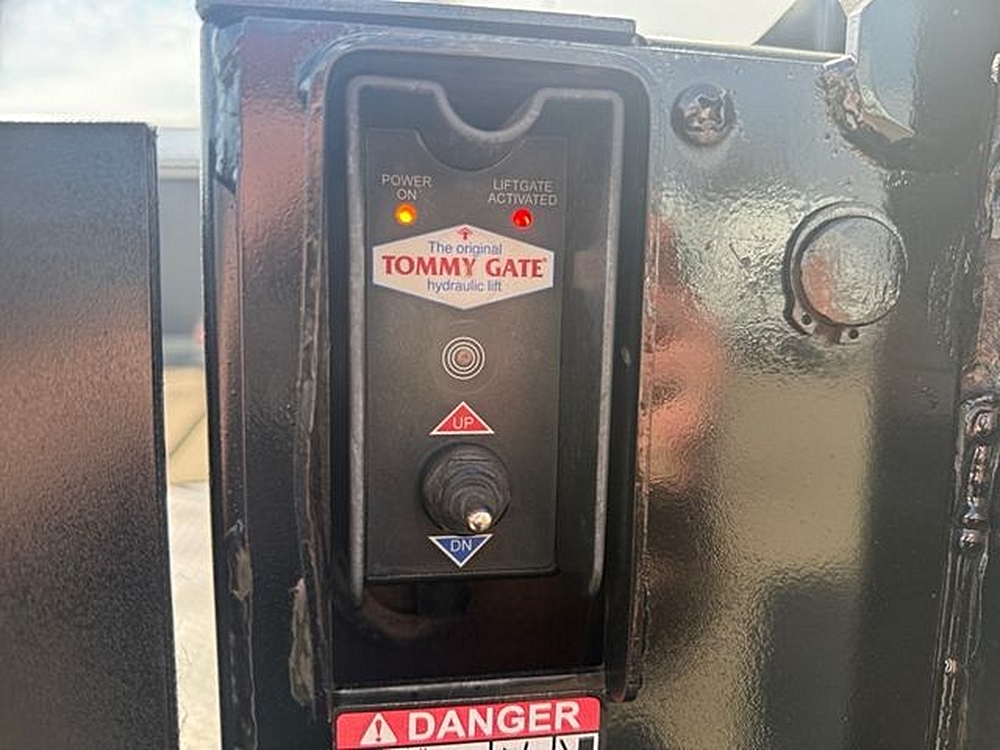 POWER
ON
LIFTGATE
ACTIVATED
The original
TOMMY GATE®
hydraulic lift
UP
DN
DANGER